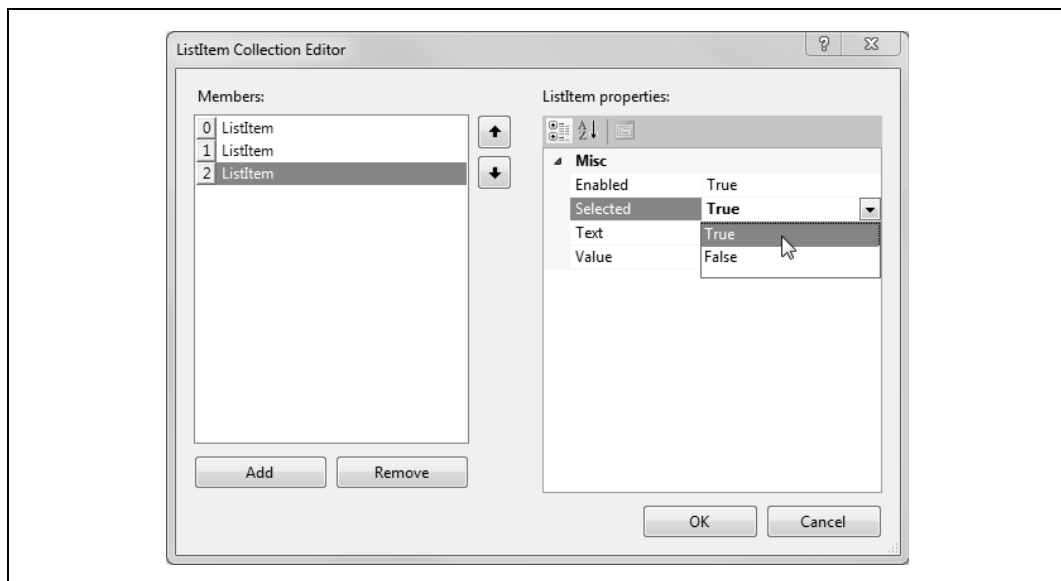 ListItem Collection Editor
Members:
0 ListItem
1 ListItem
2 ListItem
Add
Remove
ListItem properties:
Misc
Enabled True
Selected True
Text
Value
True
False
OK
Cancel